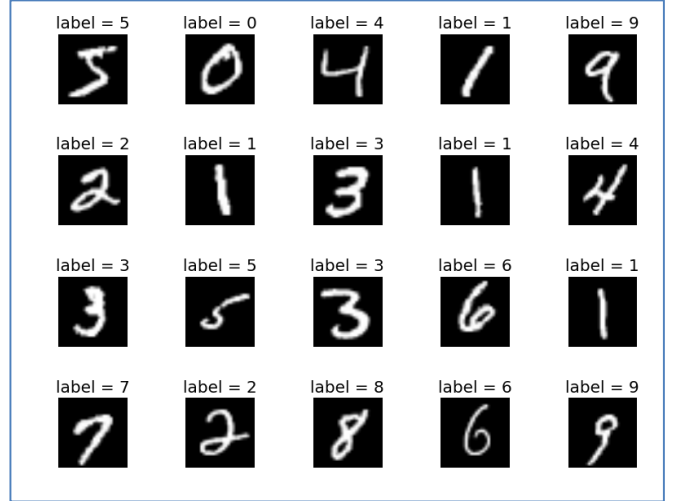 label = 5 label = 0 label = 4 label = 1 label = 9
5 0 4 1 9
label = 2 label = 1 label = 3 label = 1 label = 4
2 1 3 1 4
label = 3 label = 5 label = 3 label = 6 label = 1
3 5 3 6 1
label = 7 label = 2 label = 8 label = 6 label = 9
7 2 8 6 9